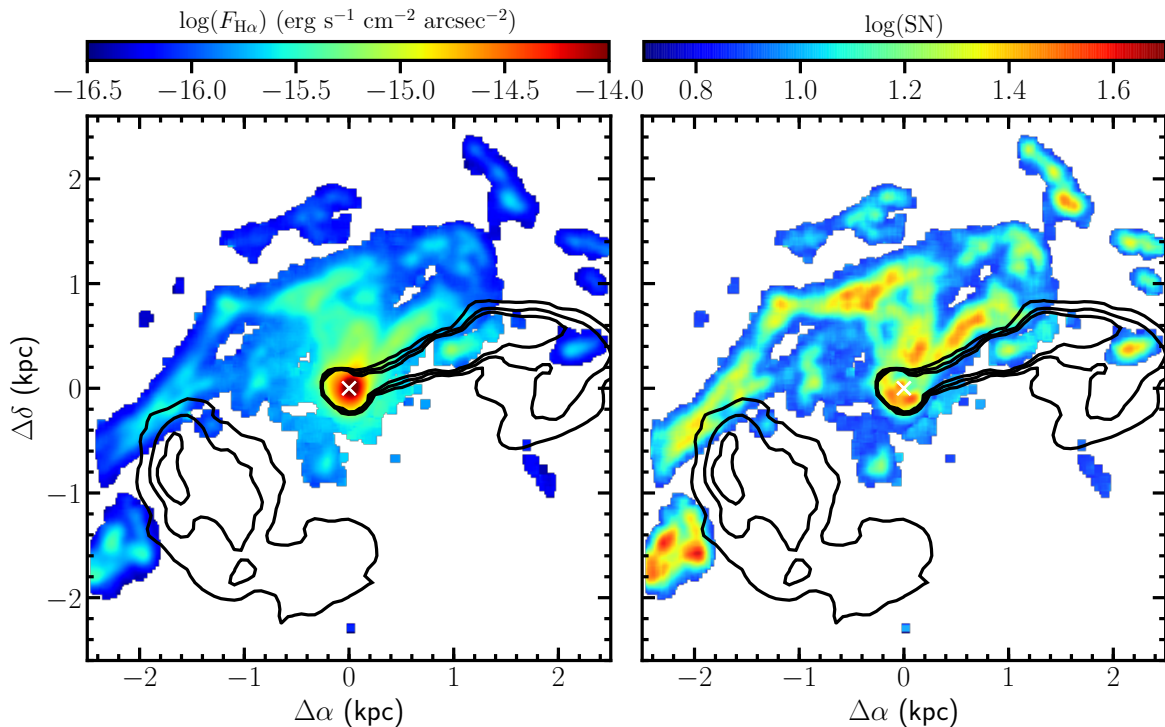 log(F_Hα) (erg s⁻¹ cm⁻² arcsec⁻²)
log(SN)
−16.5 −16.0 −15.5 −15.0 −14.5 −14.0
0.8 1.0 1.2 1.4 1.6
2
1
0
−1
−2
Δδ (kpc)
−2 −1 0 1 2
−2 −1 0 1 2
Δα (kpc)
Δα (kpc)